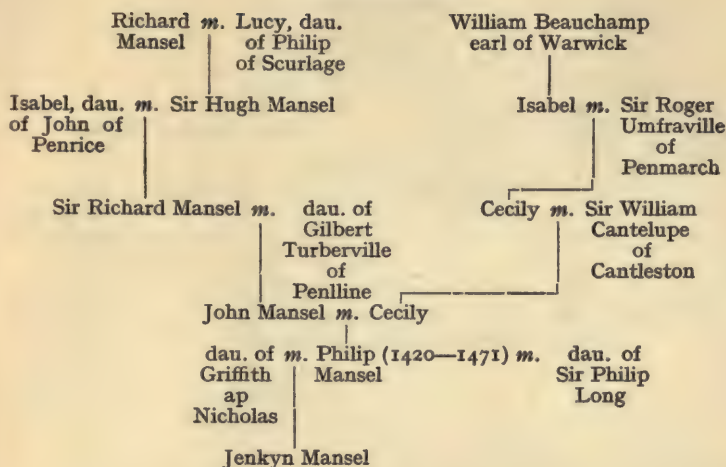 Richard m. Lucy, dau.
Mansel of Philip
of Scurlage
William Beauchamp
earl of Warwick
Isabel, dau. m. Sir Hugh Mansel
of John of
Penrice
Isabel m. Sir Roger
Umfraville
of
Penmarch
Sir Richard Mansel m. dau. of
Gilbert
Turberville
of
Penlline
Cecily m. Sir William
Cantelupe
of
Cantleston
John Mansel m. Cecily
dau. of m. Philip (1420—1471) m. dau. of
Griffith Mansel Sir Philip
ap Long
Nicholas
Jenkyn Mansel